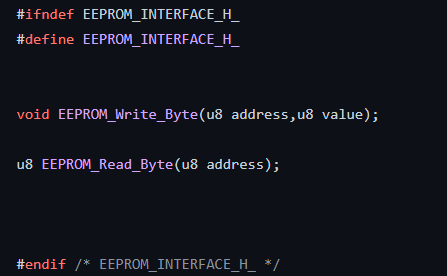 #ifndef EEPROM_INTERFACE_H_
#define EEPROM_INTERFACE_H_
void EEPROM_Write_Byte(u8 address,u8 value);
u8 EEPROM_Read_Byte(u8 address);
#endif /* EEPROM_INTERFACE_H_ */